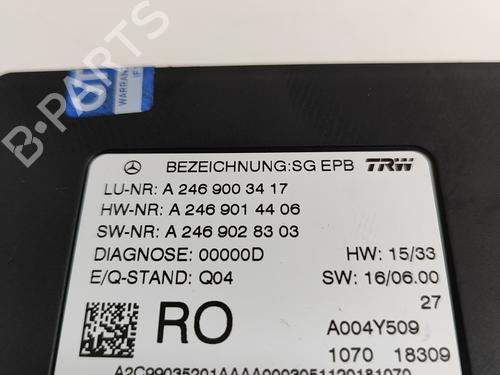 B-PARTS
WARRANT
BEZEICHNUNG:SG EPB TRW
LU-NR: A 246 900 34 17
HW-NR: A 246 901 44 06
SW-NR: A 246 902 83 03
DIAGNOSE: 00000D HW: 15/33
E/Q-STAND: Q04 SW: 16/06.00
27
RO A004Y509
1070 18309
A2C99035201AAAA0003051120181070